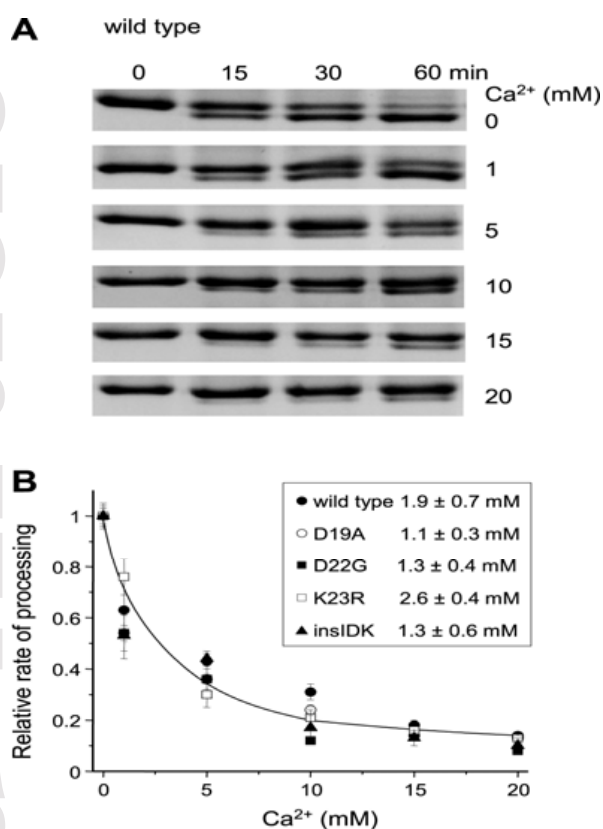 A
wild type
0 15 30 60 min
Ca²⁺ (mM)
0
1
5
10
15
20
B
wild type 1.9 ± 0.7 mM
D19A 1.1 ± 0.3 mM
D22G 1.3 ± 0.4 mM
K23R 2.6 ± 0.4 mM
insIDK 1.3 ± 0.6 mM
Relative rate of processing
1
0.8
0.6
0.4
0.2
0
0 5 10 15 20
Ca²⁺ (mM)